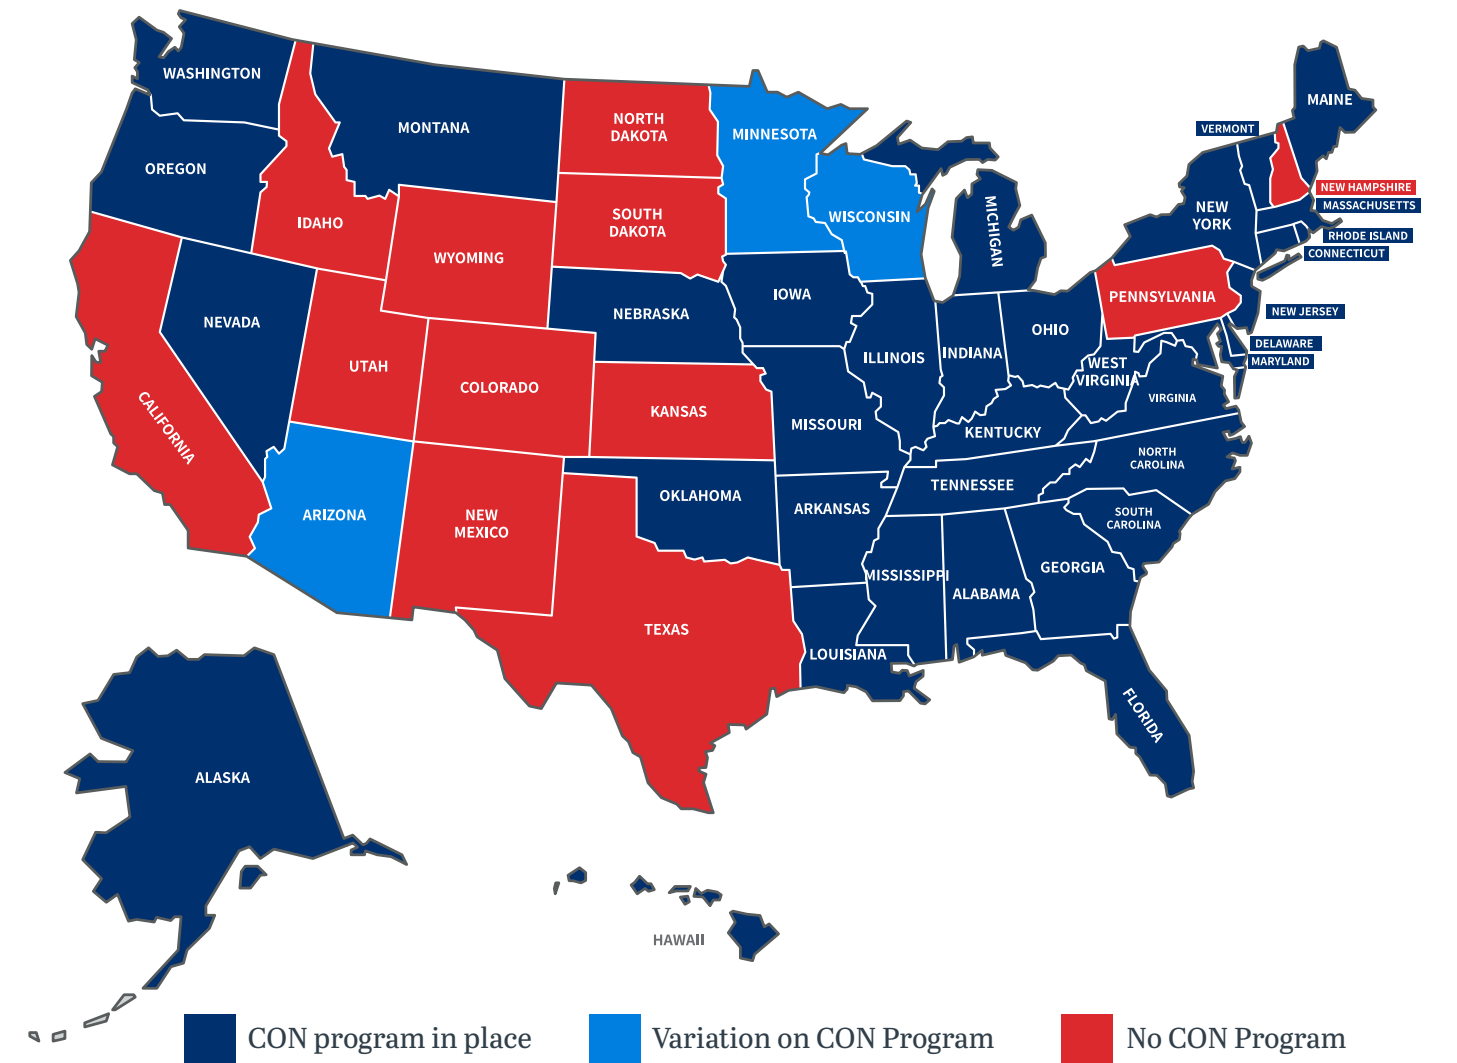 WASHINGTON
OREGON
MONTANA
IDAHO
WYOMING
NORTH
DAKOTA
SOUTH
DAKOTA
MINNESOTA
WISCONSIN
MICHIGAN
VERMONT
MAINE
NEW HAMPSHIRE
MASSACHUSETTS
NEW
YORK
RHODE ISLAND
CONNECTICUT
PENNSYLVANIA
NEW JERSEY
DELAWARE
MARYLAND
CALIFORNIA
NEVADA
UTAH
COLORADO
NEBRASKA
KANSAS
IOWA
MISSOURI
ILLINOIS
INDIANA
OHIO
WEST
VIRGINIA
VIRGINIA
KENTUCKY
NORTH
CAROLINA
TENNESSEE
SOUTH
CAROLINA
ARIZONA
NEW
MEXICO
OKLAHOMA
ARKANSAS
TEXAS
LOUISIANA
MISSISSIPPI
ALABAMA
GEORGIA
FLORIDA
ALASKA
HAWAII
CON program in place
Variation on CON Program
No CON Program